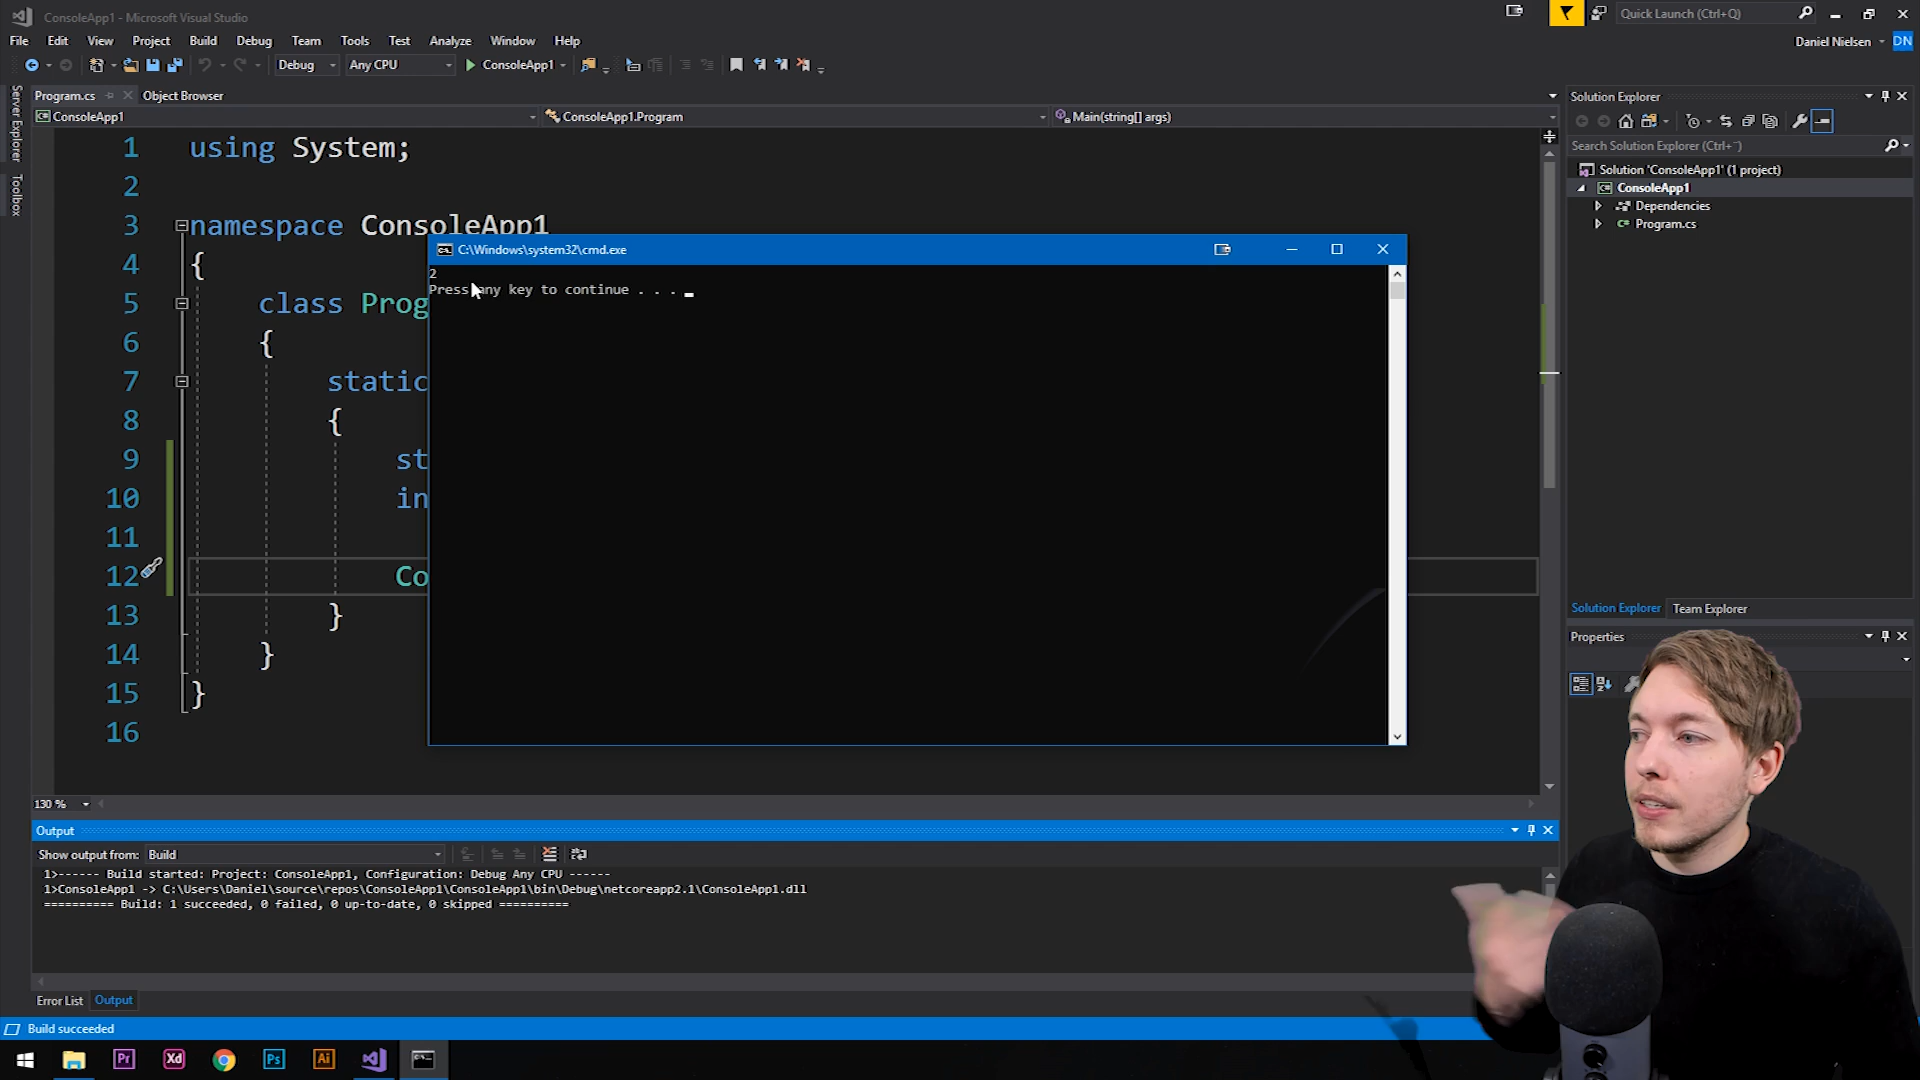 ConsoleApp1 - Microsoft Visual Studio
Quick Launch (Ctrl+Q)
File Edit View Project Build Debug Team Tools Test Analyze Window Help
Daniel Nielsen DN
Debug Any CPU ConsoleApp1
Server Explorer
Toolbox
Program.cs Object Browser
ConsoleApp1 ConsoleApp1.Program Main(string[] args)
1 using System;
2
3 namespace ConsoleApp1
4 {
5 class Prog
6 {
7 static
8 {
9 st
10 in
11
12 Co
13 }
14 }
15 }
16
C:\Windows\system32\cmd.exe
2
Press any key to continue . . .
Solution Explorer
Search Solution Explorer (Ctrl+¨)
Solution 'ConsoleApp1' (1 project)
ConsoleApp1
Dependencies
Program.cs
Solution Explorer Team Explorer
Properties
130 %
Output
Show output from: Build
1>------ Build started: Project: ConsoleApp1, Configuration: Debug Any CPU ------
1>ConsoleApp1 -> C:\Users\Daniel\source\repos\ConsoleApp1\ConsoleApp1\bin\Debug\netcoreapp2.1\ConsoleApp1.dll
========== Build: 1 succeeded, 0 failed, 0 up-to-date, 0 skipped ==========
Error List Output
Build succeeded
Pr Xd Ps Ai